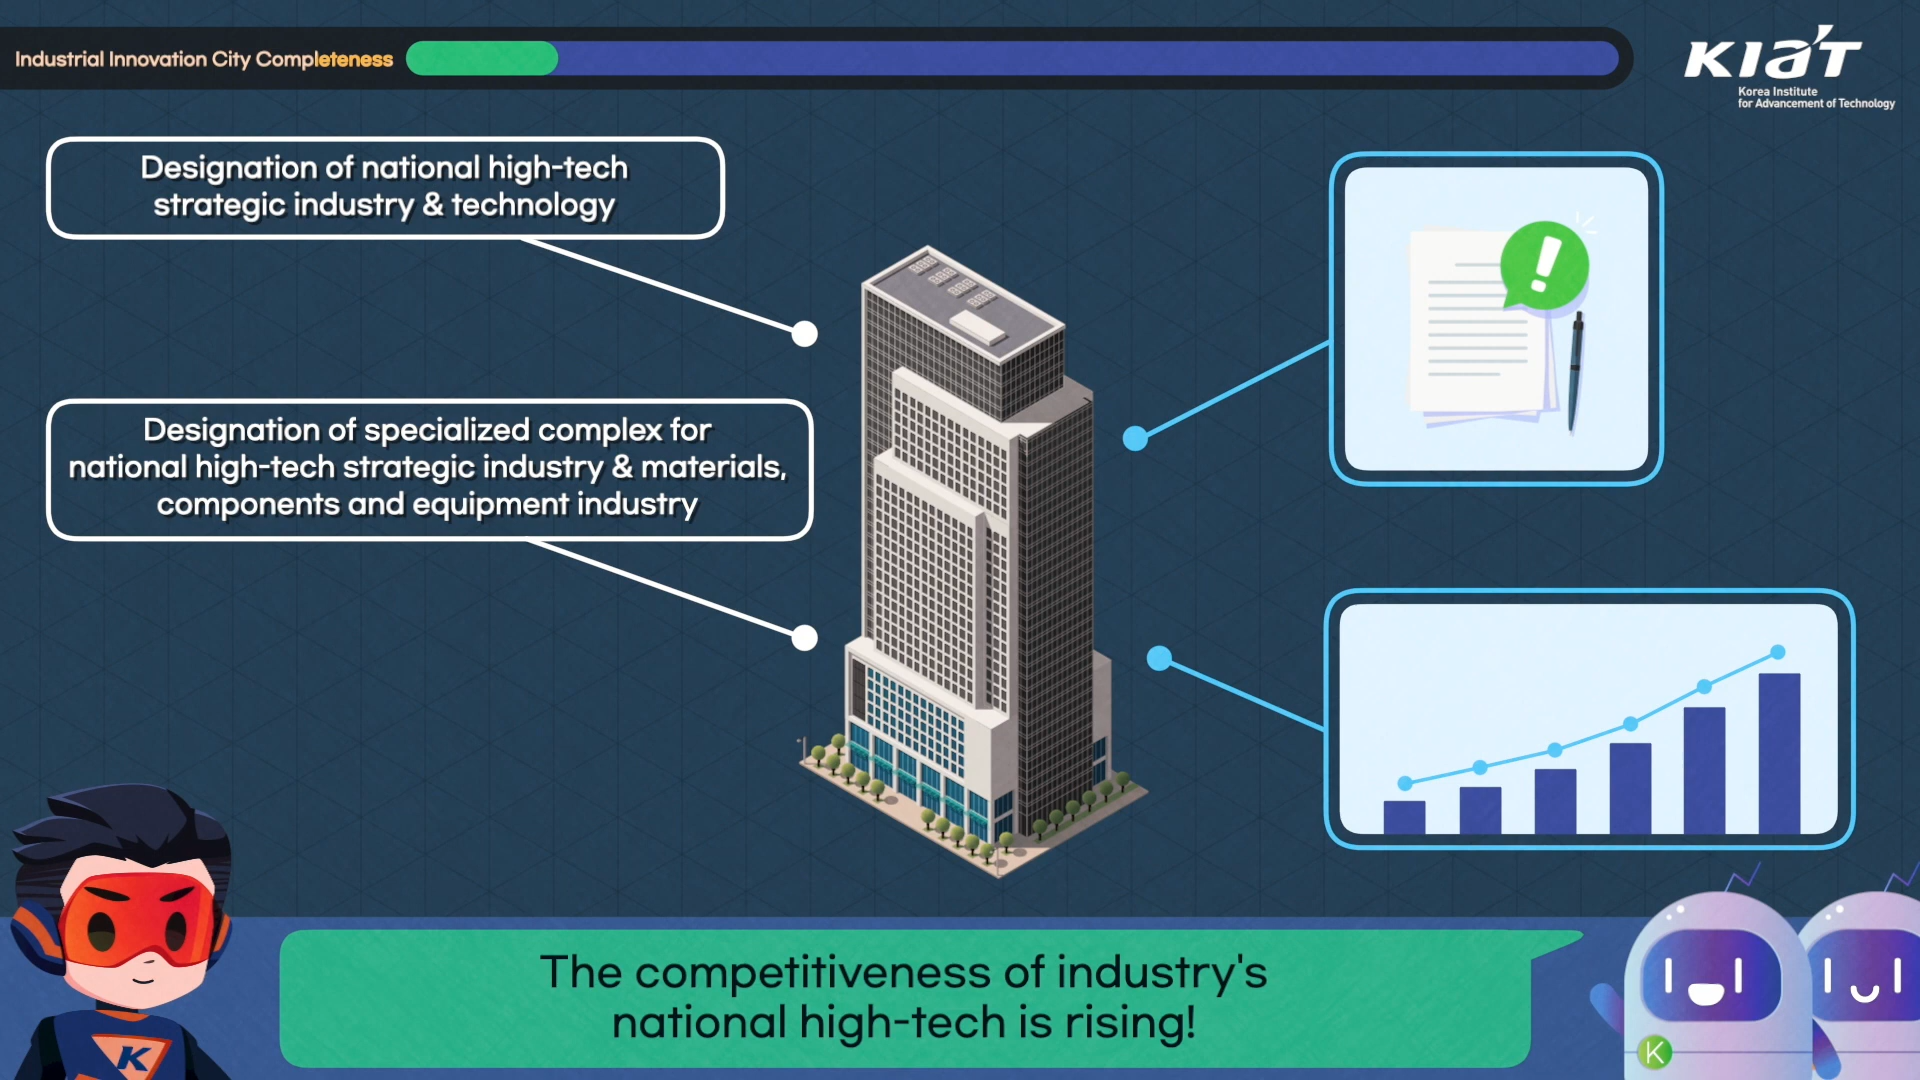 Industrial Innovation City Completeness
KIAT
Korea Institute
for Advancement of Technology
Designation of national high-tech
strategic industry & technology
Designation of specialized complex for
national high-tech strategic industry & materials,
components and equipment industry
The competitiveness of industry's
national high-tech is rising!
K
K